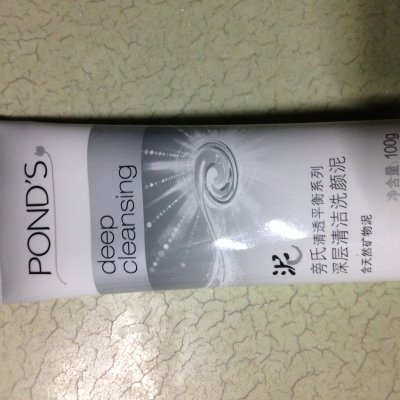 POND'S
deep
cleansing
泥
旁氏清透平衡系列
深层清洁洗颜泥
含天然矿物泥
净含量:100g